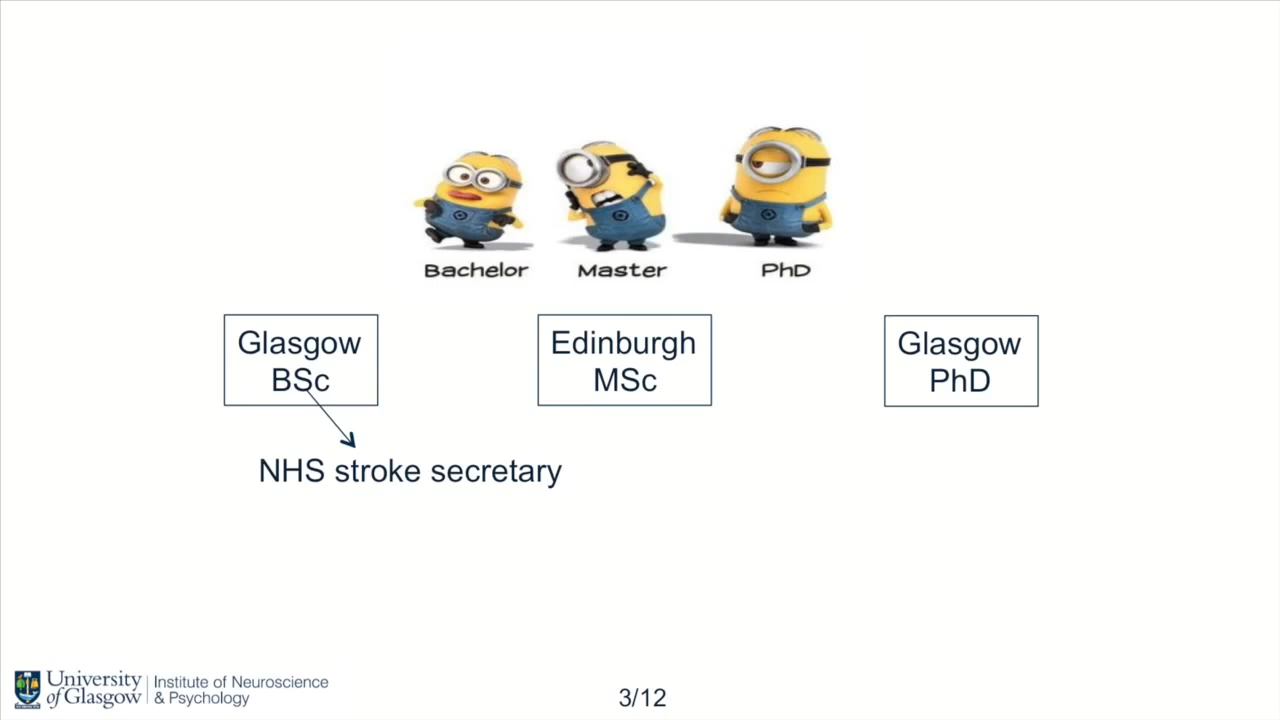 Bachelor
Master
PhD
Glasgow
BSc
Edinburgh
MSc
Glasgow
PhD
NHS stroke secretary
University
of Glasgow
Institute of Neuroscience
& Psychology
3/12